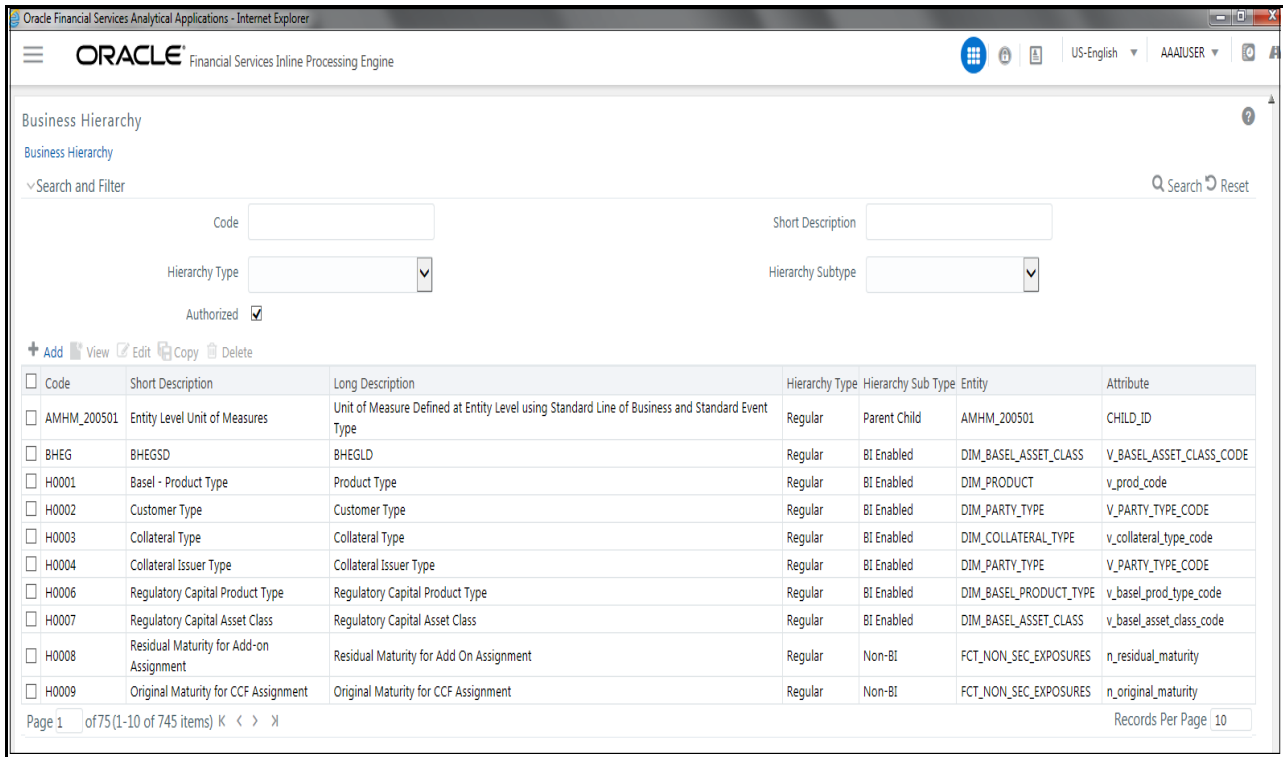 Oracle Financial Services Analytical Applications - Internet Explorer
ORACLE® Financial Services Inline Processing Engine
US-English
AAAIUSER
Business Hierarchy
Business Hierarchy
Search and Filter
Search
Reset
Code
Short Description
Hierarchy Type
Hierarchy Subtype
Authorized
Add View Edit Copy Delete
Code Short Description Long Description Hierarchy Type Hierarchy Sub Type Entity Attribute
AMHM_200501 Entity Level Unit of Measures Unit of Measure Defined at Entity Level using Standard Line of Business and Standard Event Type Regular Parent Child AMHM_200501 CHILD_ID
BHEG BHEGSD BHEGLD Regular BI Enabled DIM_BASEL_ASSET_CLASS V_BASEL_ASSET_CLASS_CODE
H0001 Basel - Product Type Product Type Regular BI Enabled DIM_PRODUCT v_prod_code
H0002 Customer Type Customer Type Regular BI Enabled DIM_PARTY_TYPE V_PARTY_TYPE_CODE
H0003 Collateral Type Collateral Type Regular BI Enabled DIM_COLLATERAL_TYPE v_collateral_type_code
H0004 Collateral Issuer Type Collateral Issuer Type Regular BI Enabled DIM_PARTY_TYPE V_PARTY_TYPE_CODE
H0006 Regulatory Capital Product Type Regulatory Capital Product Type Regular BI Enabled DIM_BASEL_PRODUCT_TYPE v_basel_prod_type_code
H0007 Regulatory Capital Asset Class Regulatory Capital Asset Class Regular BI Enabled DIM_BASEL_ASSET_CLASS v_basel_asset_class_code
H0008 Residual Maturity for Add-on Assignment Residual Maturity for Add On Assignment Regular Non-BI FCT_NON_SEC_EXPOSURES n_residual_maturity
H0009 Original Maturity for CCF Assignment Original Maturity for CCF Assignment Regular Non-BI FCT_NON_SEC_EXPOSURES n_original_maturity
Page 1 of 75 (1-10 of 745 items)
Records Per Page 10